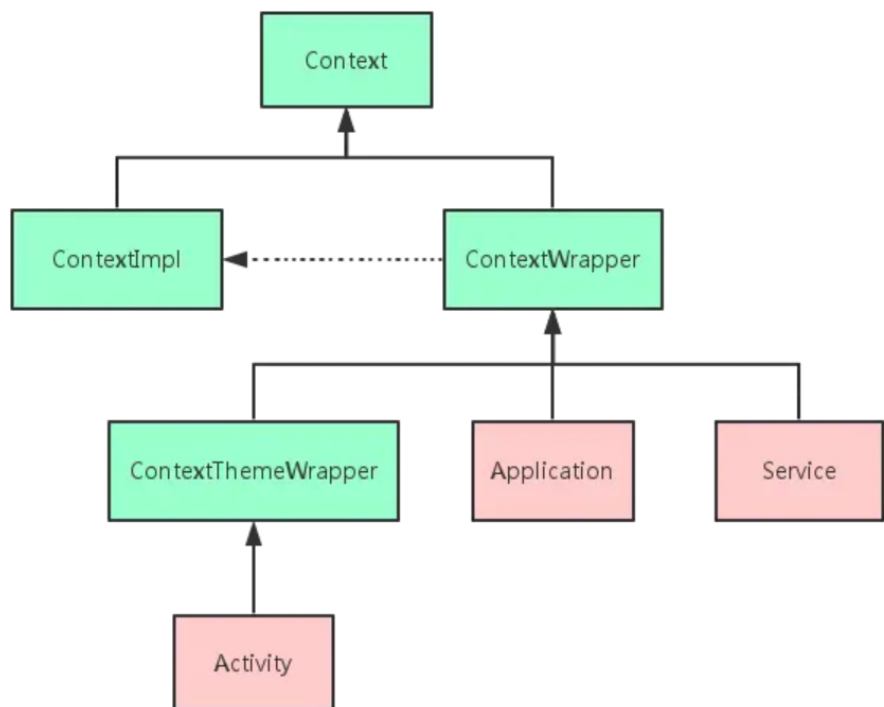 Context
ContextImpl
ContextWrapper
ContextThemeWrapper
Application
Service
Activity